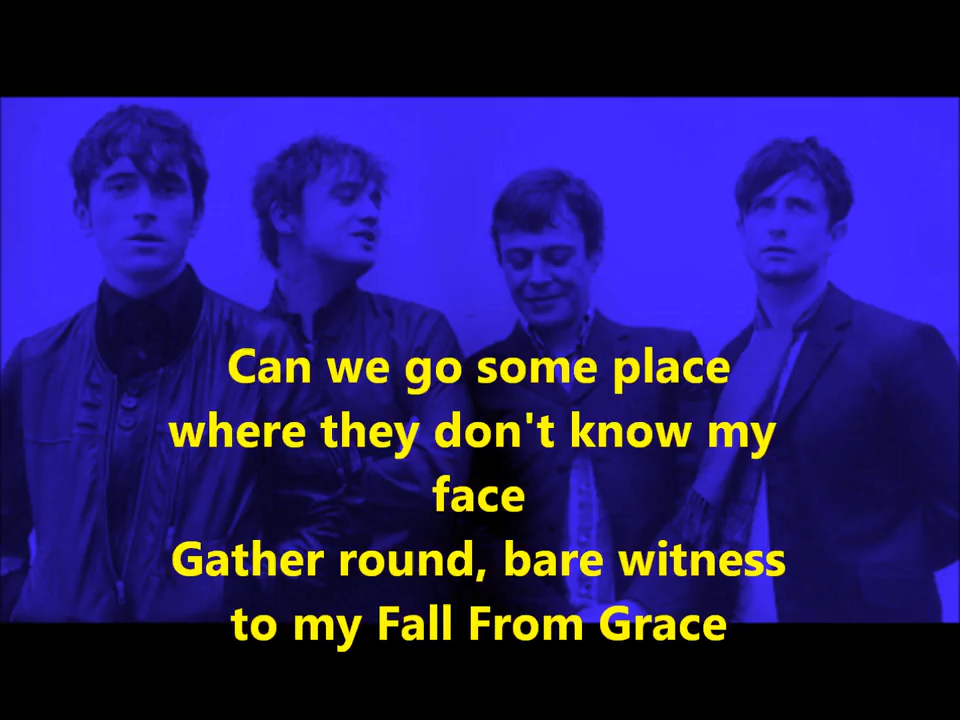 Can we go some place
where they don't know my
face
Gather round, bare witness
to my Fall From Grace